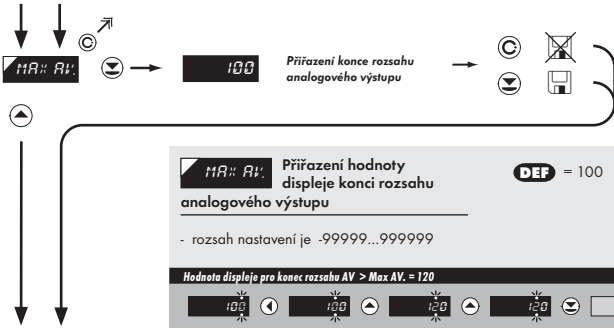 MAX AV.
100
Přiřazení konce rozsahu
analogového výstupu
MAX AV.
Přiřazení hodnoty
displeje konci rozsahu
analogového výstupu
DEF = 100
- rozsah nastavení je -99999...999999
Hodnota displeje pro konec rozsahu AV > Max AV. = 120
100 100 120 120